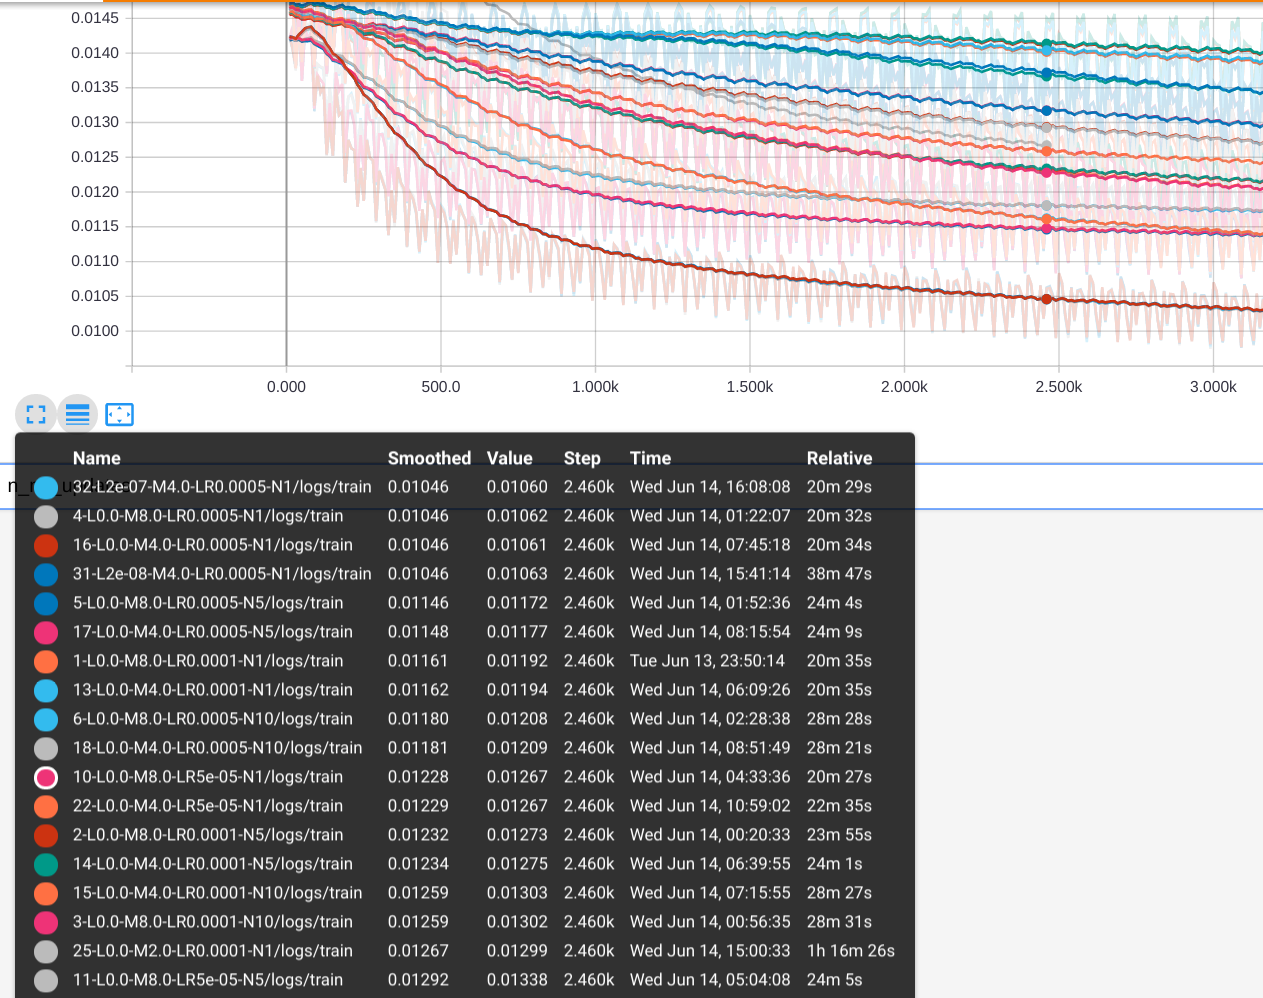 0.0145
0.0140
0.0135
0.0130
0.0125
0.0120
0.0115
0.0110
0.0105
0.0100
0.000 500.0 1.000k 1.500k 2.000k 2.500k 3.000k
Name Smoothed Value Step Time Relative
32-L2e-07-M4.0-LR0.0005-N1/logs/train 0.01046 0.01060 2.460k Wed Jun 14, 16:08:08 20m 29s
4-L0.0-M8.0-LR0.0005-N1/logs/train 0.01046 0.01062 2.460k Wed Jun 14, 01:22:07 20m 32s
16-L0.0-M4.0-LR0.0005-N1/logs/train 0.01046 0.01061 2.460k Wed Jun 14, 07:45:18 20m 34s
31-L2e-08-M4.0-LR0.0005-N1/logs/train 0.01046 0.01063 2.460k Wed Jun 14, 15:41:14 38m 47s
5-L0.0-M8.0-LR0.0005-N5/logs/train 0.01146 0.01172 2.460k Wed Jun 14, 01:52:36 24m 4s
17-L0.0-M4.0-LR0.0005-N5/logs/train 0.01148 0.01177 2.460k Wed Jun 14, 08:15:54 24m 9s
1-L0.0-M8.0-LR0.0001-N1/logs/train 0.01161 0.01192 2.460k Tue Jun 13, 23:50:14 20m 35s
13-L0.0-M4.0-LR0.0001-N1/logs/train 0.01162 0.01194 2.460k Wed Jun 14, 06:09:26 20m 35s
6-L0.0-M8.0-LR0.0005-N10/logs/train 0.01180 0.01208 2.460k Wed Jun 14, 02:28:38 28m 28s
18-L0.0-M4.0-LR0.0005-N10/logs/train 0.01181 0.01209 2.460k Wed Jun 14, 08:51:49 28m 21s
10-L0.0-M8.0-LR5e-05-N1/logs/train 0.01228 0.01267 2.460k Wed Jun 14, 04:33:36 20m 27s
22-L0.0-M4.0-LR5e-05-N1/logs/train 0.01229 0.01267 2.460k Wed Jun 14, 10:59:02 22m 35s
2-L0.0-M8.0-LR0.0001-N5/logs/train 0.01232 0.01273 2.460k Wed Jun 14, 00:20:33 23m 55s
14-L0.0-M4.0-LR0.0001-N5/logs/train 0.01234 0.01275 2.460k Wed Jun 14, 06:39:55 24m 1s
15-L0.0-M4.0-LR0.0001-N10/logs/train 0.01259 0.01303 2.460k Wed Jun 14, 07:15:55 28m 27s
3-L0.0-M8.0-LR0.0001-N10/logs/train 0.01259 0.01302 2.460k Wed Jun 14, 00:56:35 28m 31s
25-L0.0-M2.0-LR0.0001-N1/logs/train 0.01267 0.01299 2.460k Wed Jun 14, 15:00:33 1h 16m 26s
11-L0.0-M8.0-LR5e-05-N5/logs/train 0.01292 0.01338 2.460k Wed Jun 14, 05:04:08 24m 5s